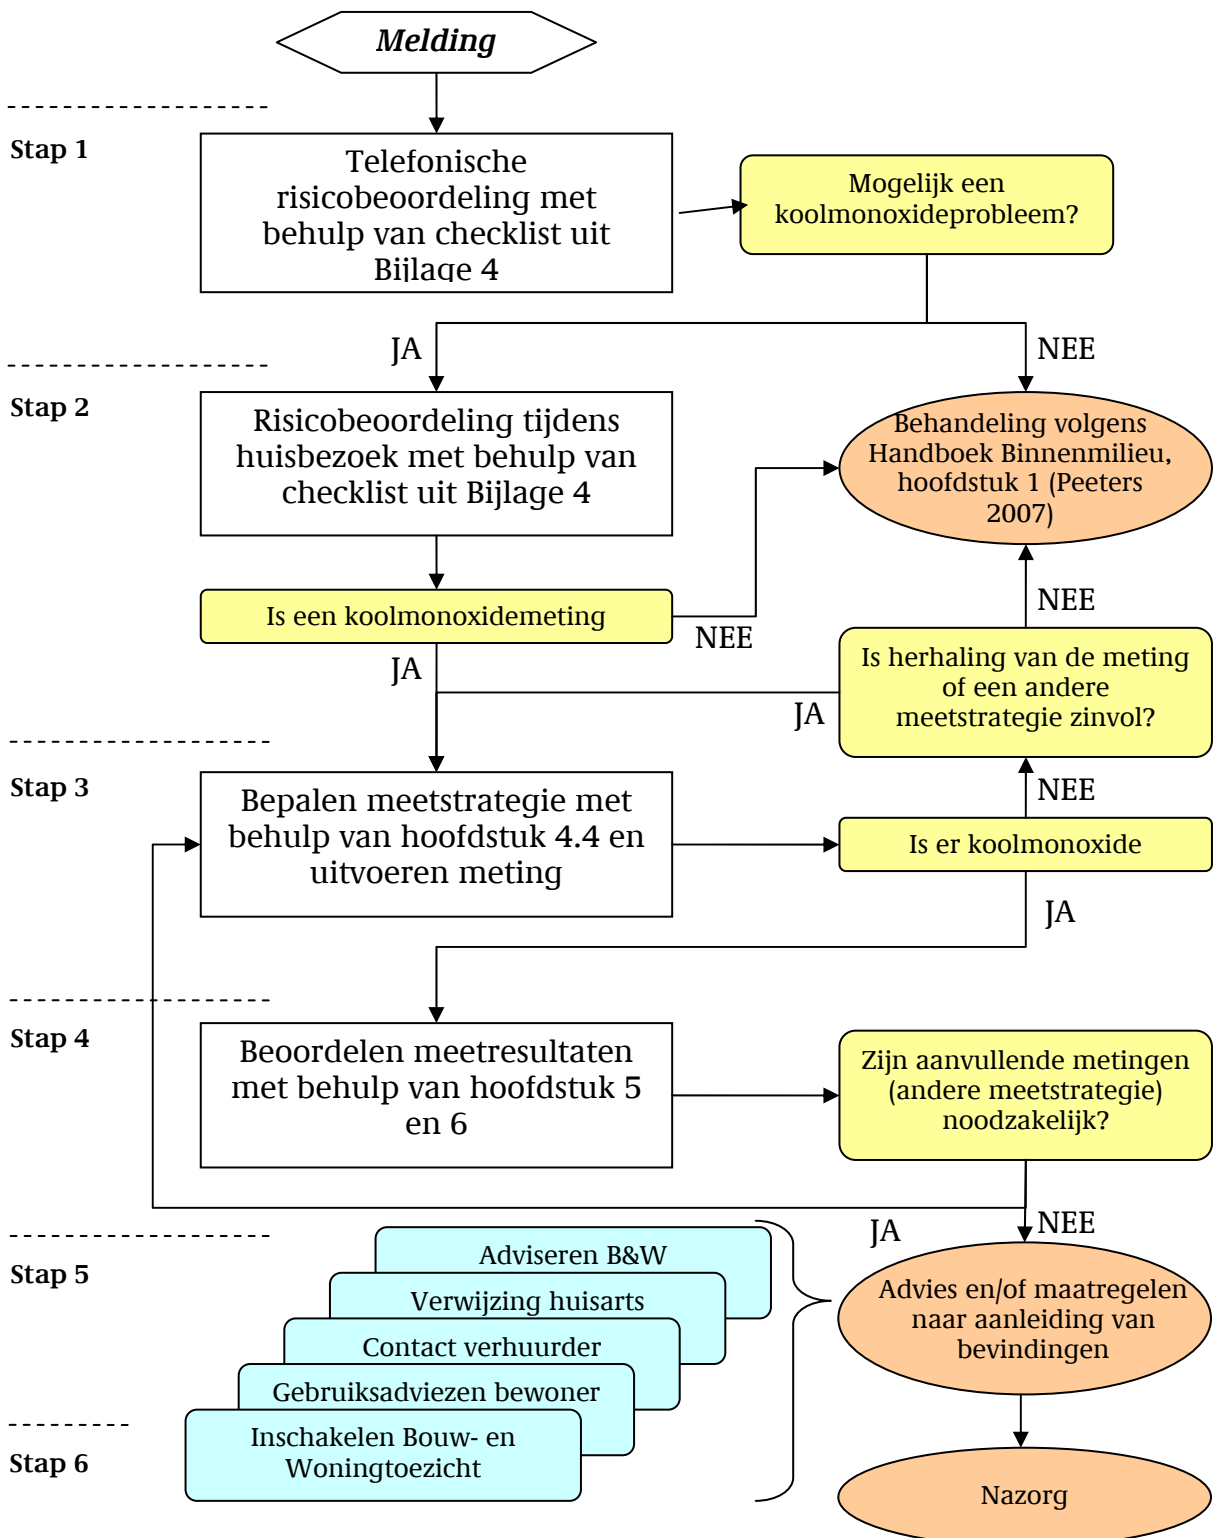 Melding
Stap 1
Telefonische
risicobeoordeling met
behulp van checklist uit
Bijlage 4
Mogelijk een
koolmonoxideprobleem?
JA
NEE
Stap 2
Risicobeoordeling tijdens
huisbezoek met behulp van
checklist uit Bijlage 4
Behandeling volgens
Handboek Binnenmilieu,
hoofdstuk 1 (Peeters
2007)
Is een koolmonoxidemeting
NEE
JA
NEE
Is herhaling van de meting
of een andere
meetstrategie zinvol?
JA
NEE
Stap 3
Bepalen meetstrategie met
behulp van hoofdstuk 4.4 en
uitvoeren meting
Is er koolmonoxide
JA
Stap 4
Beoordelen meetresultaten
met behulp van hoofdstuk 5
en 6
Zijn aanvullende metingen
(andere meetstrategie)
noodzakelijk?
JA
NEE
Stap 5
Adviseren B&W
Verwijzing huisarts
Contact verhuurder
Gebruiksadviezen bewoner
Inschakelen Bouw- en
Woningtoezicht
Advies en/of maatregelen
naar aanleiding van
bevindingen
Stap 6
Nazorg